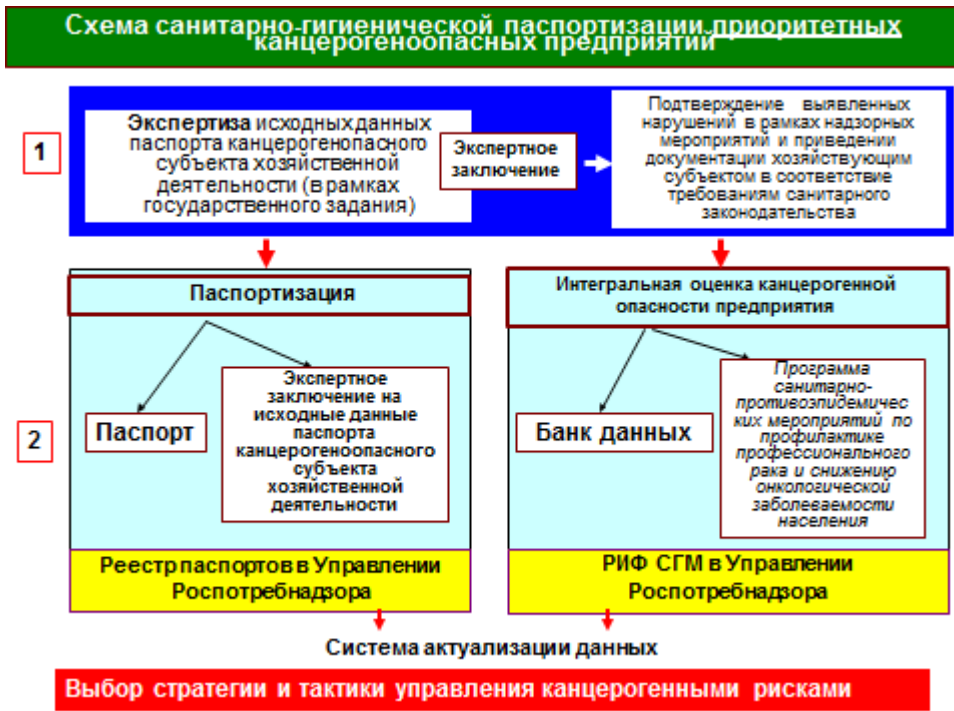 Схема санитарно-гигиенической паспортизации приоритетных
канцерогеноопасных предприятий
1
Экспертиза исходных данных
паспорта канцерогенопасного
субъекта хозяйственной
деятельности (в рамках
государственного задания)
Экспертное
заключение
Подтверждение выявленных
нарушений в рамках надзорных
мероприятий и приведении
документации хозяйствующим
субъектом в соответствие
требованиям санитарного
законодательства
2
Паспортизация
Паспорт
Экспертное
заключение на
исходные данные
паспорта
канцерогеноопасного
субъекта
хозяйственной
деятельности
Реестр паспортов в Управлении
Роспотребнадзора
Интегральная оценка канцерогенной
опасности предприятия
Банк данных
Программа
санитарно-
противоэпидемичес
ких мероприятий по
профилактике
профессионального
рака и снижению
онкологической
заболеваемости
населения
РИФ СГМ в Управлении
Роспотребнадзора
Система актуализации данных
Выбор стратегии и тактики управления канцерогенными рисками